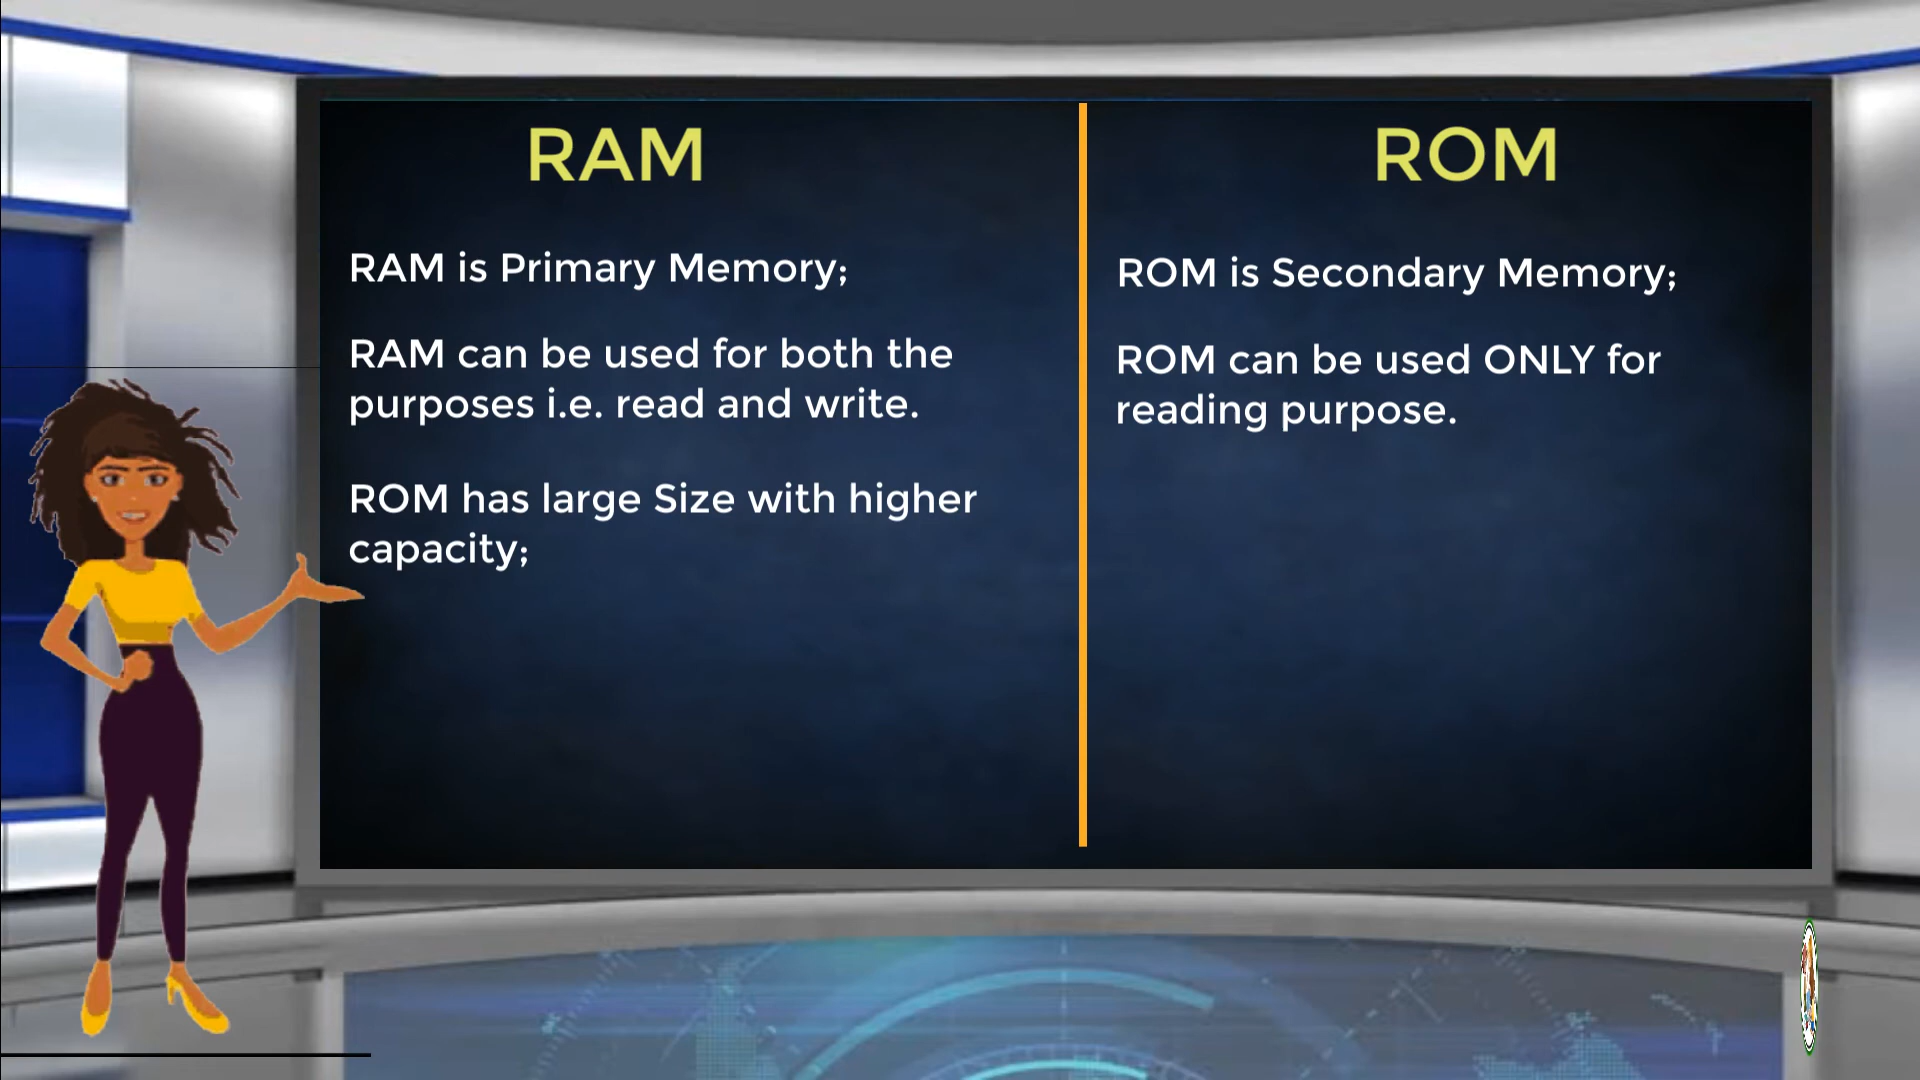 RAM
RAM is Primary Memory;
RAM can be used for both the
purposes i.e. read and write.
ROM has large Size with higher
capacity;
ROM
ROM is Secondary Memory;
ROM can be used ONLY for
reading purpose.